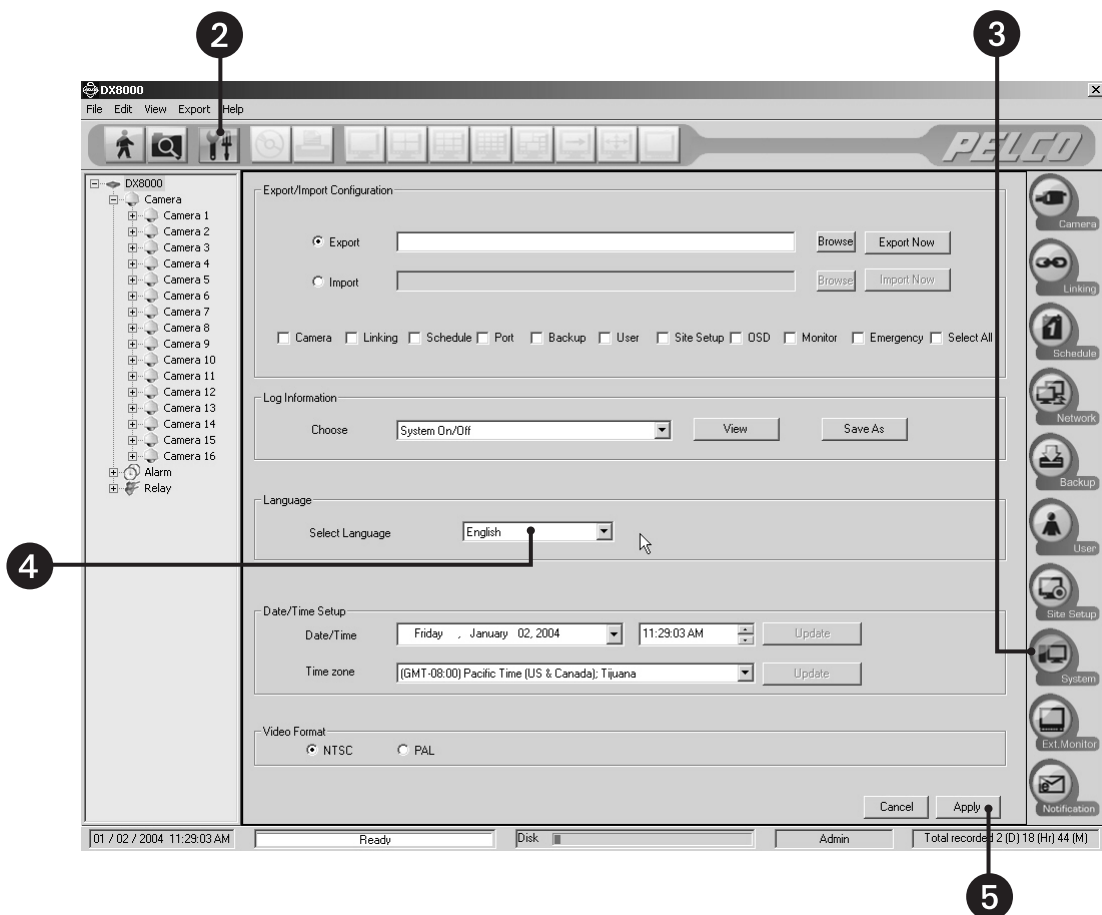 2
3
DX8000
File Edit View Export Help
PELCO
DX8000
Camera
Camera 1
Camera 2
Camera 3
Camera 4
Camera 5
Camera 6
Camera 7
Camera 8
Camera 9
Camera 10
Camera 11
Camera 12
Camera 13
Camera 14
Camera 15
Camera 16
Alarm
Relay
Export/Import Configuration
Export Browse Export Now
Import Browse Import Now
Camera Linking Schedule Port Backup User Site Setup OSD Monitor Emergency Select All
Log Information
Choose System On/Off View Save As
Language
Select Language English
4
Date/Time Setup
Date/Time Friday , January 02, 2004 11:29:03 AM Update
Time zone (GMT-08:00) Pacific Time (US & Canada); Tijuana Update
Video Format
NTSC PAL
Cancel Apply
Camera
Linking
1
Schedule
Network
Backup
User
Site Setup
System
Ext.Monitor
e
Notification
01 / 02 / 2004 11:29:03 AM Ready Disk Admin Total recorded 2 (D) 18 (Hr) 44 (M)
5